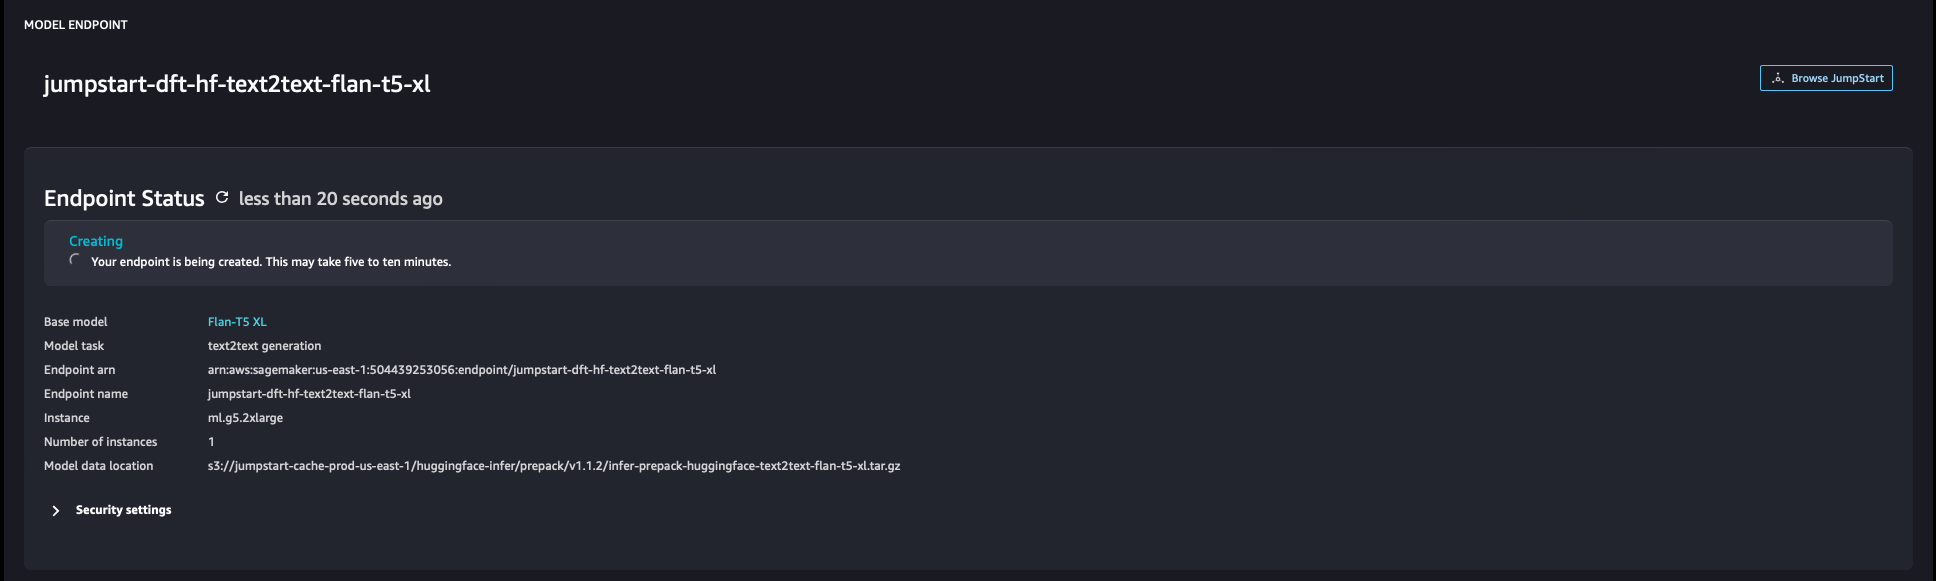 MODEL ENDPOINT
jumpstart-dft-hf-text2text-flan-t5-xl
Browse JumpStart
Endpoint Status less than 20 seconds ago
Creating
Your endpoint is being created. This may take five to ten minutes.
Base model Flan-T5 XL
Model task text2text generation
Endpoint arn arn:aws:sagemaker:us-east-1:504439253056:endpoint/jumpstart-dft-hf-text2text-flan-t5-xl
Endpoint name jumpstart-dft-hf-text2text-flan-t5-xl
Instance ml.g5.2xlarge
Number of instances 1
Model data location s3://jumpstart-cache-prod-us-east-1/huggingface-infer/prepack/v1.1.2/infer-prepack-huggingface-text2text-flan-t5-xl.tar.gz
Security settings